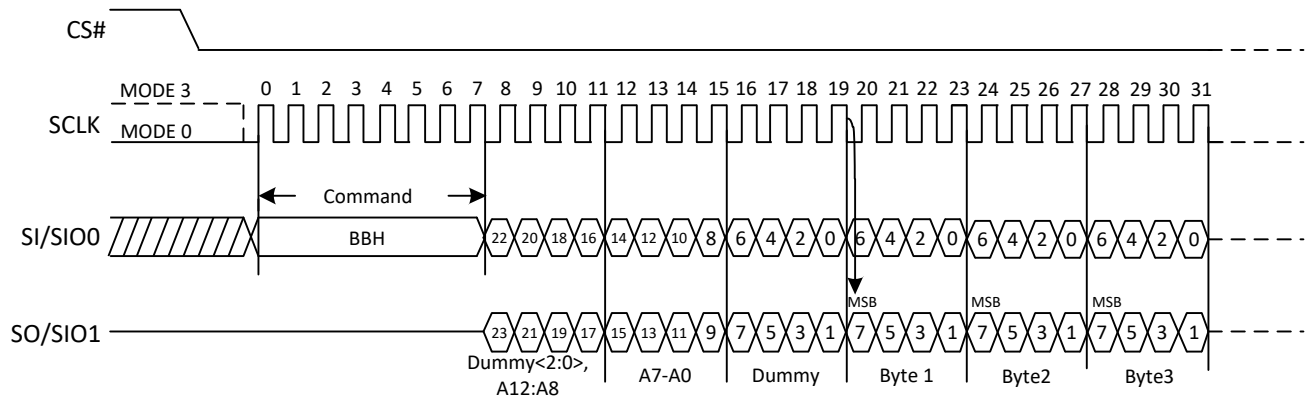 CS#
MODE 3
0 1 2 3 4 5 6 7 8 9 10 11 12 13 14 15 16 17 18 19 20 21 22 23 24 25 26 27 28 29 30 31
SCLK
MODE 0
Command
SI/SIO0
BBH
22 20 18 16 14 12 10 8 6 4 2 0 6 4 2 0 6 4 2 0 6 4 2 0
MSB MSB MSB
SO/SIO1
23 21 19 17 15 13 11 9 7 5 3 1 7 5 3 1 7 5 3 1 7 5 3 1
Dummy<2:0>,
A12:A8
A7-A0
Dummy
Byte 1
Byte2
Byte3